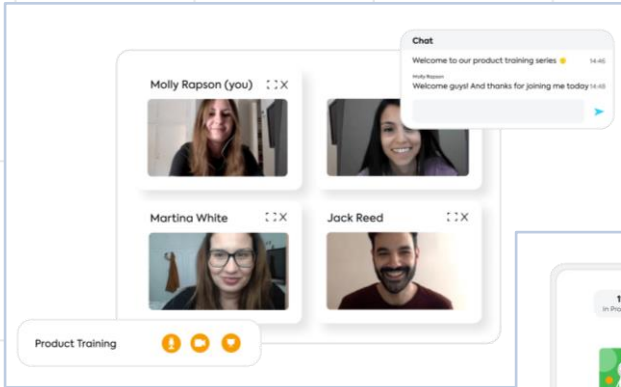 Chat
Welcome to our product training series
14:46
Molly Rapson
Welcome guys! And thanks for joining me today 14:48
Molly Rapson (you)
Martina White
Jack Reed
Product Training